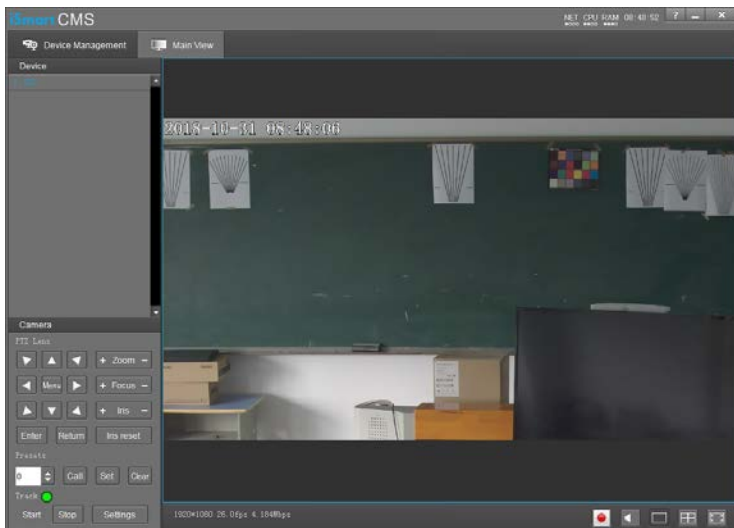 iSmart CMS
NET CPU RAM 08:48:52 ?
Device Management
Main View
Device
2018-10-31 08:48:06
Camera
PTZ Lens
+ Zoom -
Menu
+ Focus -
+ Iris -
Enter Return Iris reset
Presets
0 Call Set Clear
Track
Start Stop Settings
1920*1080 26.0fps 4.184Mbps